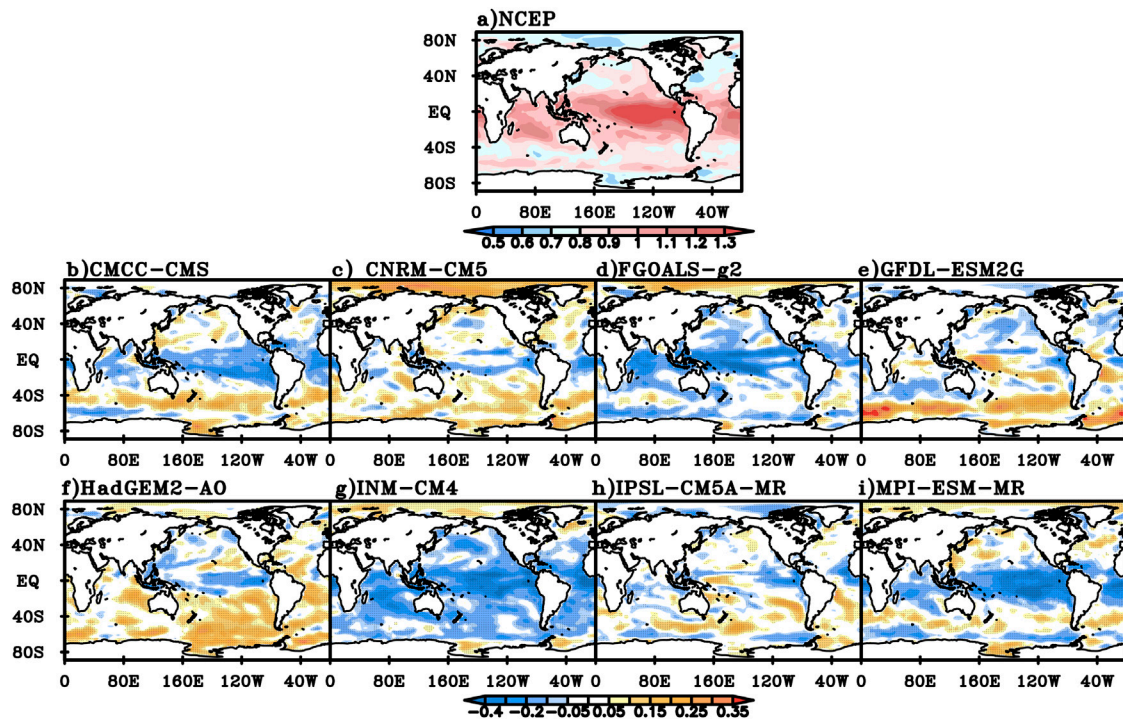 a)NCEP
80N
40N
EQ
40S
80S
0 80E 160E 120W 40W
0.5 0.6 0.7 0.8 0.9 1 1.1 1.2 1.3
b)CMCC-CMS c) CNRM-CM5 d)FGOALS-g2 e)GFDL-ESM2G
80N
40N
EQ
40S
80S
0 80E 160E 120W 40W 0 80E 160E 120W 40W 0 80E 160E 120W 40W 0 80E 160E 120W 40W
f)HadGEM2-AO g)INM-CM4 h)IPSL-CM5A-MR i)MPI-ESM-MR
80N
40N
EQ
40S
80S
0 80E 160E 120W 40W 0 80E 160E 120W 40W 0 80E 160E 120W 40W 0 80E 160E 120W 40W
-0.4 -0.2 -0.05 0.05 0.15 0.25 0.35